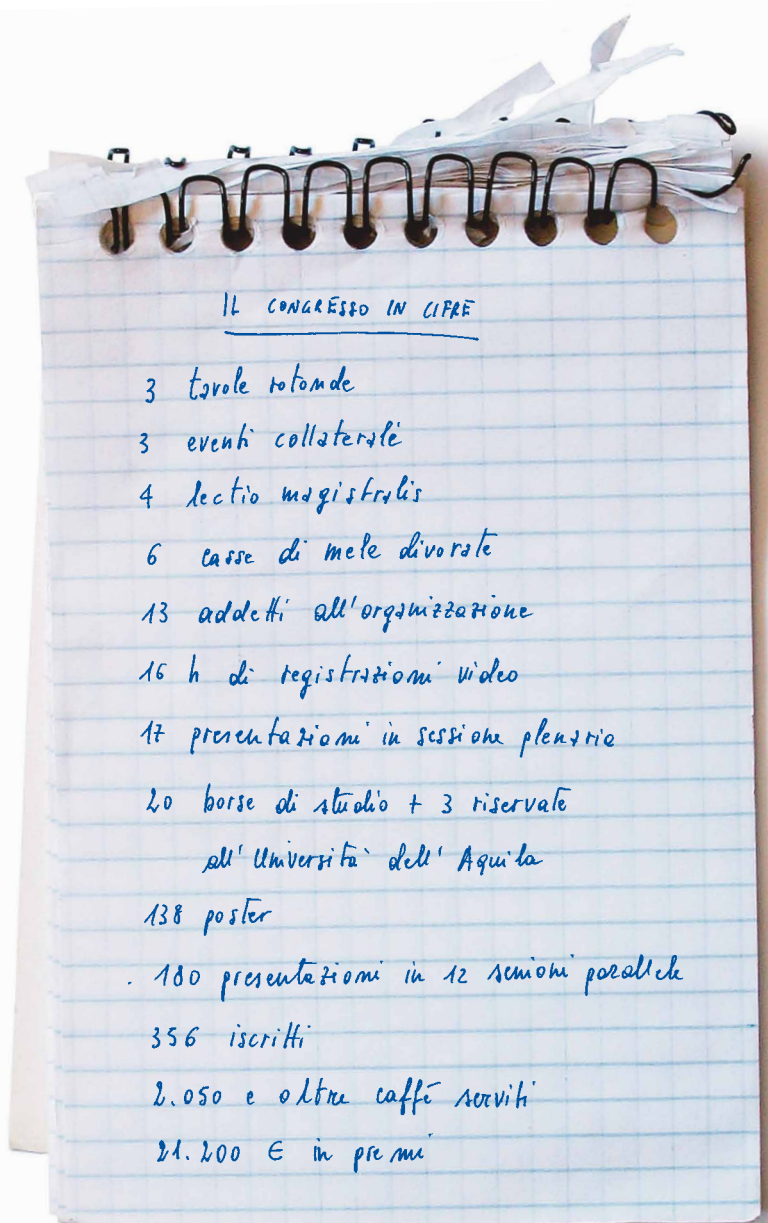 IL CONGRESSO IN CIFRE
3 tavole rotonde
3 eventi collaterali
4 lectio magistralis
6 casse di mele divorate
13 addetti all'organizzazione
16 h di registrazioni video
17 presentazioni in sessione plenaria
20 borse di studio + 3 riservate
all' Università dell' Aquila
138 poster
. 180 presentazioni in 12 sessioni parallele
356 iscritti
2.050 e oltre caffè serviti
21.200 € in premi